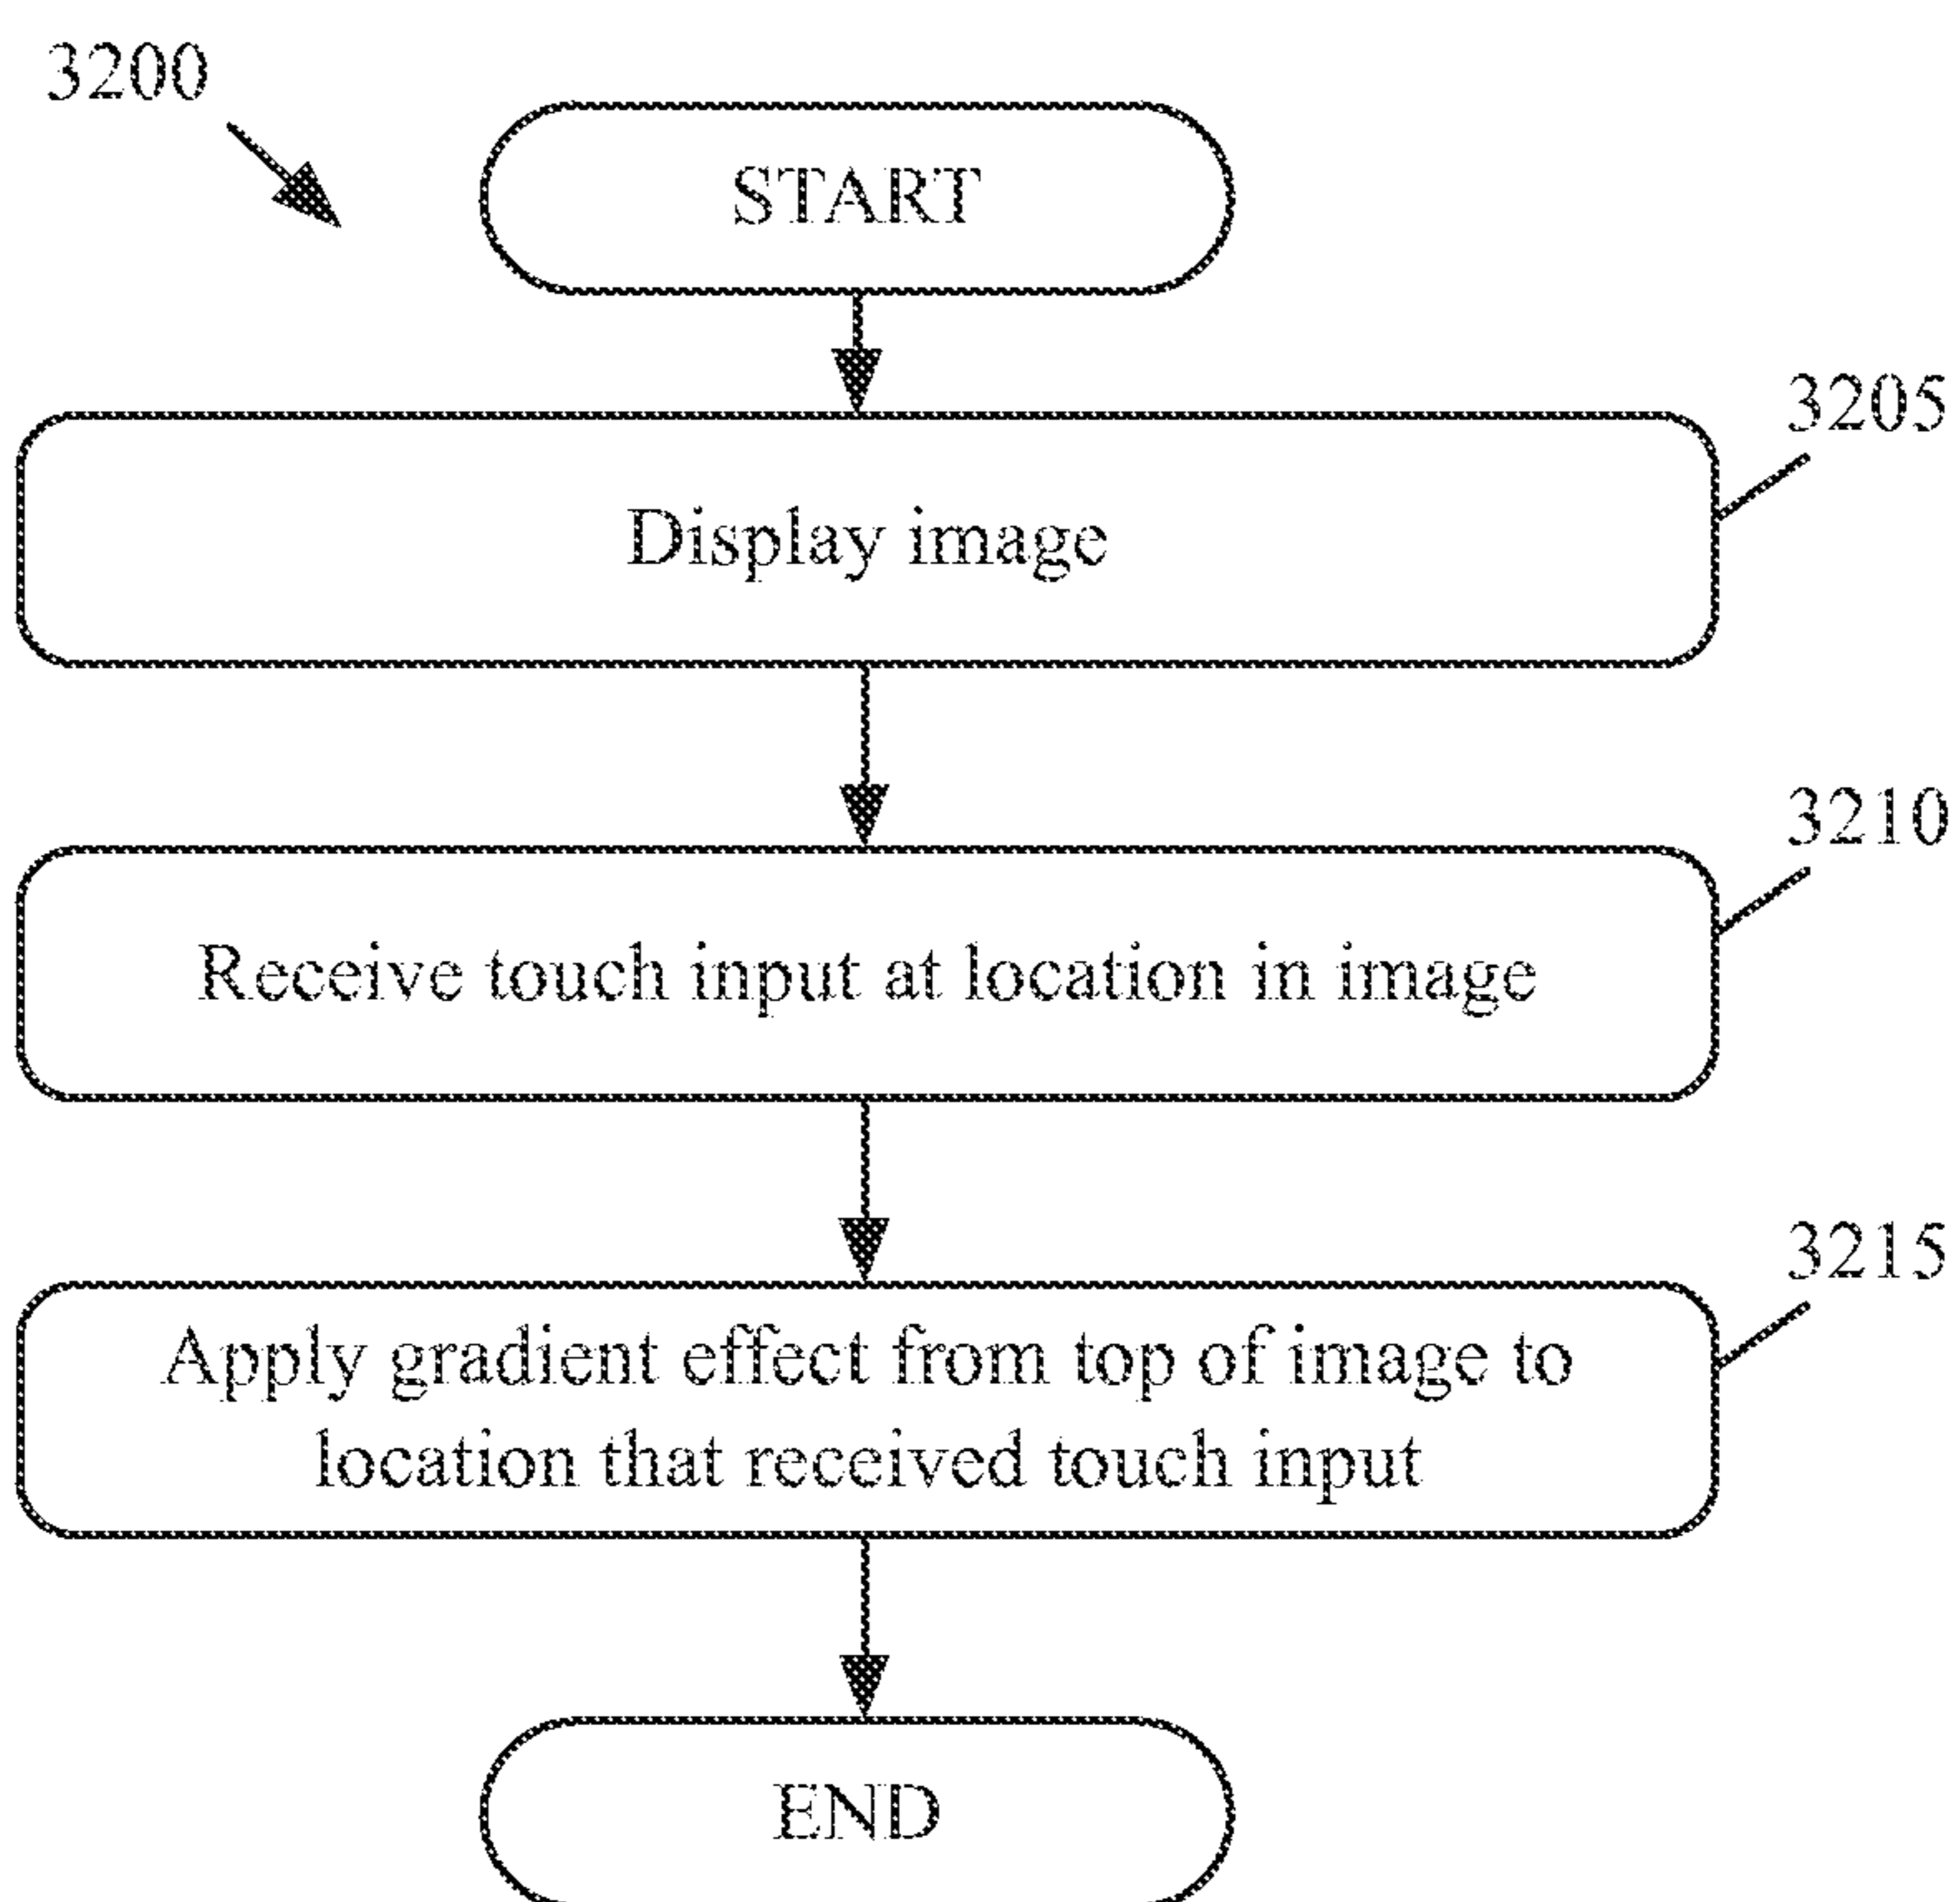 3200
START
3205
Display image
3210
Receive touch input at location in image
3215
Apply gradient effect from top of image to
location that received touch input
END